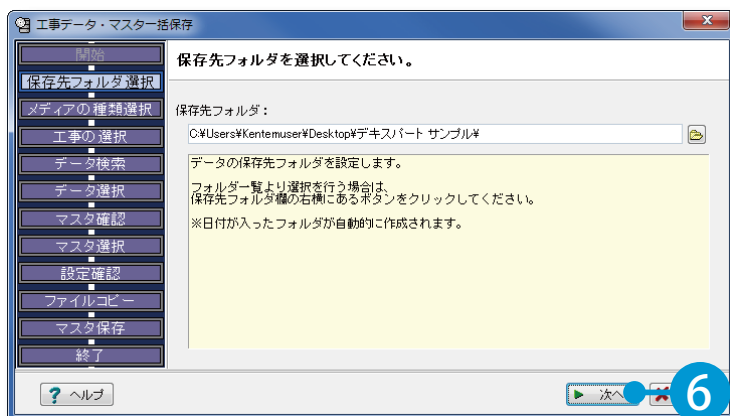 工事データ・マスター括保存
開始
保存先フォルダ選択
メディアの種類選択
工事の選択
データ検索
データ選択
マスタ確認
マスタ選択
設定確認
ファイルコピー
マスタ保存
終了
保存先フォルダを選択してください。
保存先フォルダ：
C:¥Users¥Kentemuser¥Desktop¥デキスパート サンプル¥
データの保存先フォルダを設定します。
フォルダ一覧より選択を行う場合は、
保存先フォルダ欄の右横にあるボタンをクリックしてください。
※日付が入ったフォルダが自動的に作成されます。
? ヘルプ
次へ
6